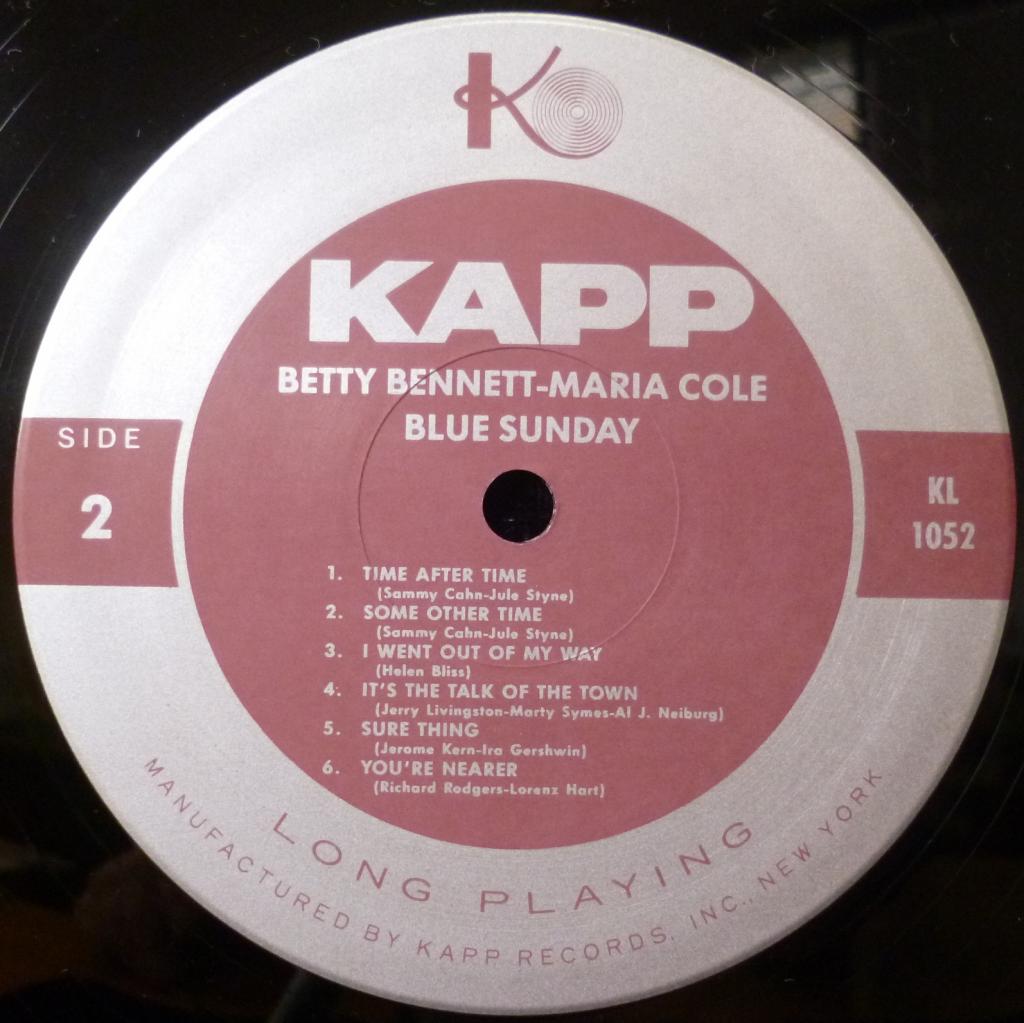 K
KAPP
BETTY BENNETT-MARIA COLE
BLUE SUNDAY
SIDE
2
KL
1052
1. TIME AFTER TIME
(Sammy Cahn-Jule Styne)
2. SOME OTHER TIME
(Sammy Cahn-Jule Styne)
3. I WENT OUT OF MY WAY
(Helen Bliss)
4. IT'S THE TALK OF THE TOWN
(Jerry Livingston-Marty Symes-Al J. Neiburg)
5. SURE THING
(Jerome Kern-Ira Gershwin)
6. YOU'RE NEARER
(Richard Rodgers-Lorenz Hart)
LONG PLAYING
MANUFACTURED BY KAPP RECORDS, INC., NEW YORK